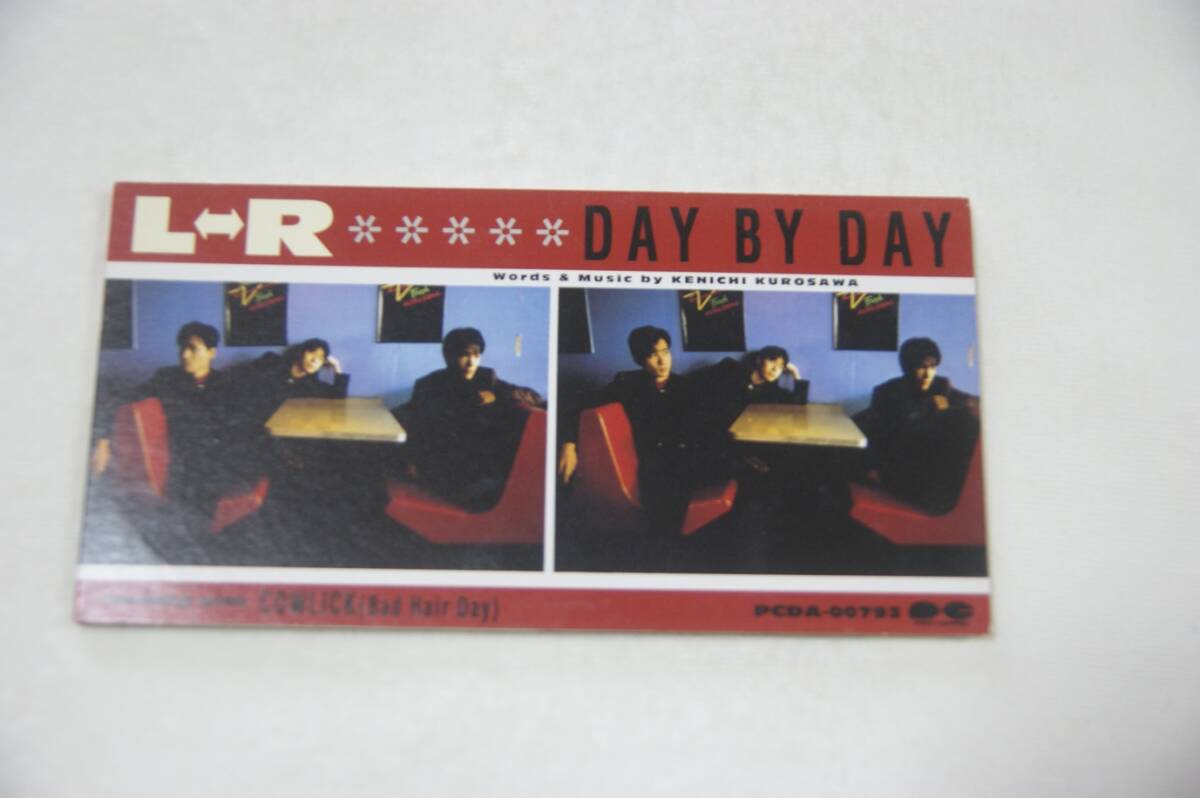 L↔R ***** DAY BY DAY
Words & Music by KENICHI KUROSAWA
COWLICK (Bad Hair Day)
PCDA-00793